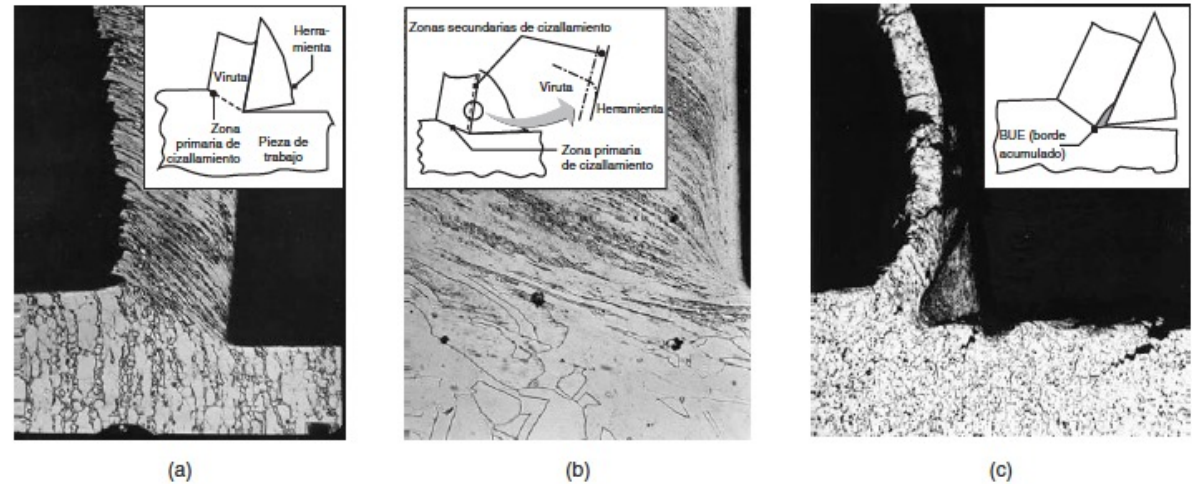 Herra-
mienta
Viruta
Zona
primaria de
cizallamiento
Pieza de
trabajo
(a)
Zonas secundarias de cizallamiento
Viruta
Herramienta
Zona primaria
de cizallamiento
(b)
BUE (borde
acumulado)
(c)